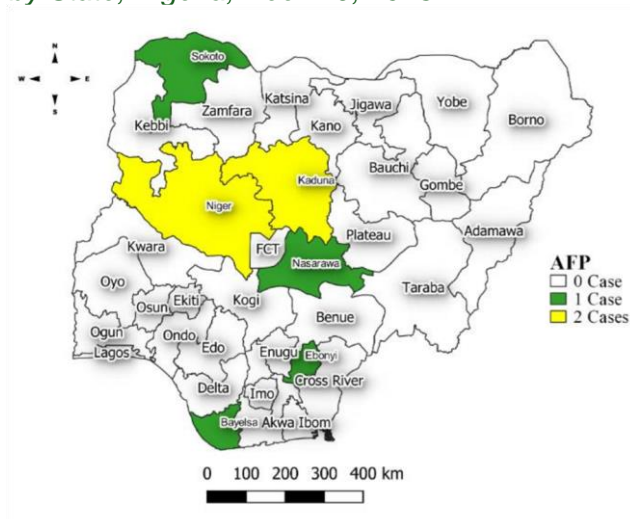 N
W E
S
Sokoto
Kebbi
Zamfara
Katsina
Kano
Jigawa
Yobe
Borno
Bauchi
Gombe
Kaduna
Niger
Adamawa
Plateau
FCT
Nasarawa
Kwara
Taraba
Oyo
Osun
Ekiti
Kogi
Benue
Ogun
Lagos
Ondo
Edo
Enugu
Ebonyi
Cross River
Delta
Imo
Bayelsa
Akwa Ibom
AFP
0 Case
1 Case
2 Cases
0 100 200 300 400 km